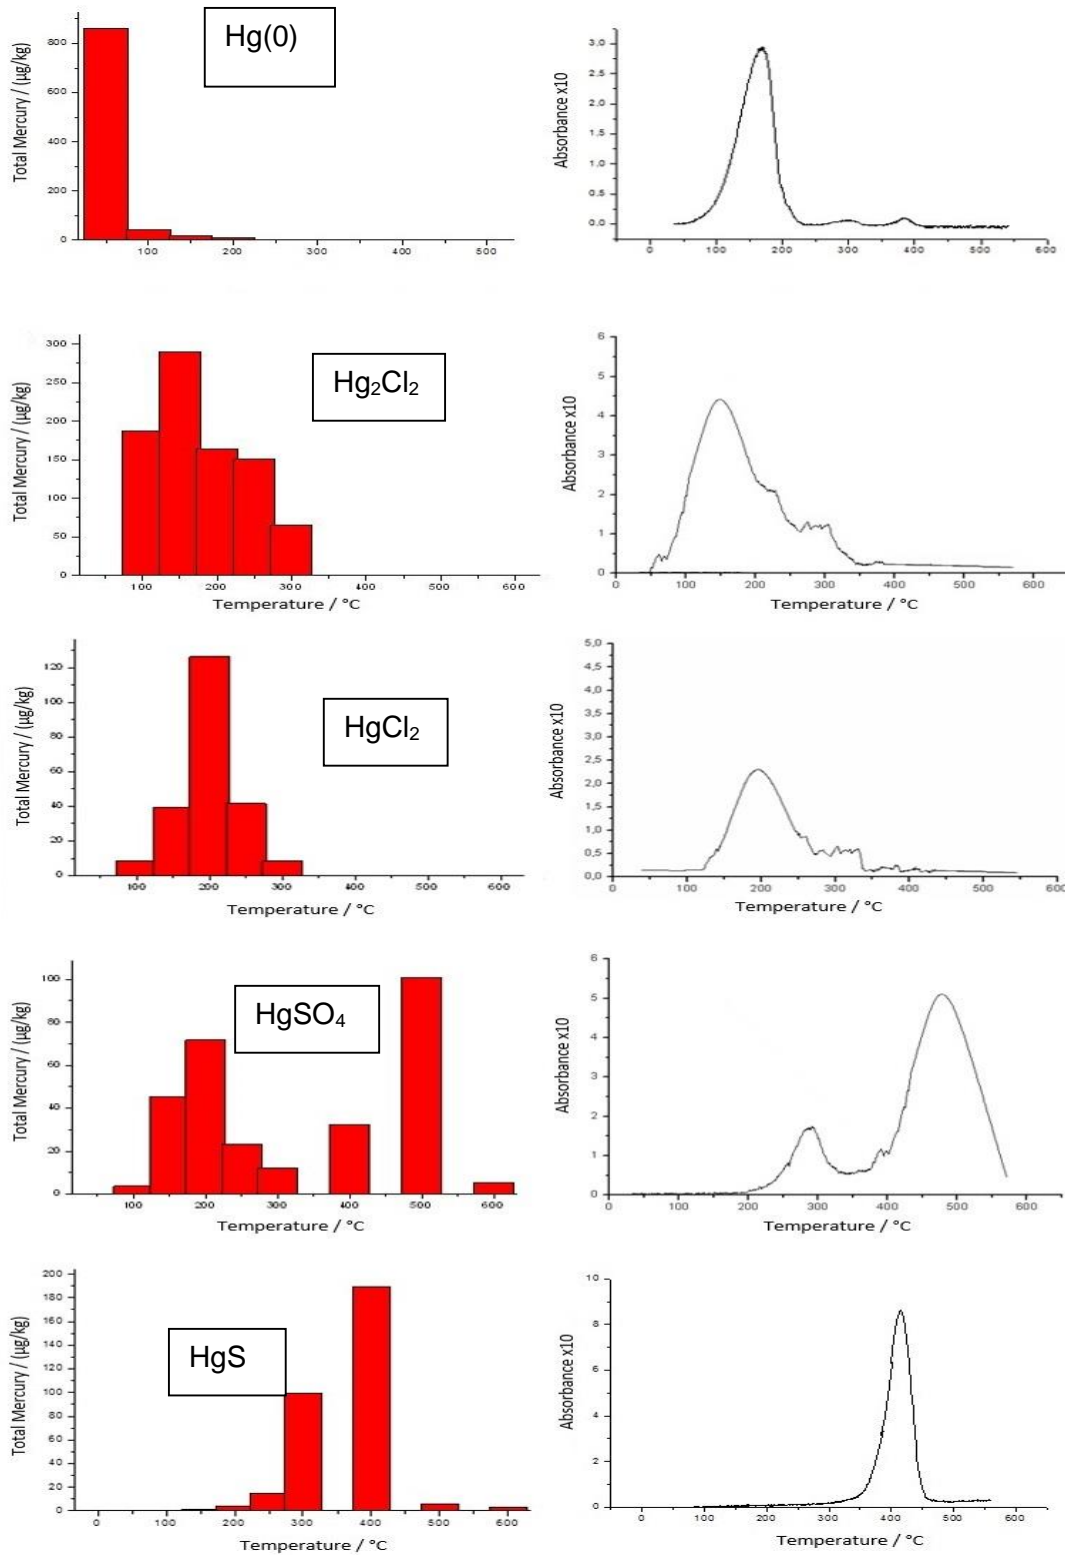 Hg(0)
Total Mercury / (µg/kg)
800
600
400
200
0
100 200 300 400 500
Absorbance x10
3,0
2,5
2,0
1,5
1,0
0,5
0,0
0 100 200 300 400 500 600
Hg₂Cl₂
Total Mercury / (µg/kg)
300
250
200
150
100
50
0
100 200 300 400 500 600
Temperature / °C
Absorbance x10
6
5
4
3
2
1
0
0 100 200 300 400 500 600
Temperature / °C
HgCl₂
Total Mercury / (µg/kg)
120
100
80
60
40
20
0
100 200 300 400 500 600
Temperature / °C
Absorbance x10
5,0
4,5
4,0
3,5
3,0
2,5
2,0
1,5
1,0
0,5
0,0
0 100 200 300 400 500 600
Temperature / °C
HgSO₄
Total Mercury / (µg/kg)
100
80
60
40
20
0
100 200 300 400 500 600
Temperature / °C
Absorbance x10
6
5
4
3
2
1
0
0 100 200 300 400 500 600
Temperature / °C
HgS
Total Mercury / (µg/kg)
200
180
160
140
120
100
80
60
40
20
0
0 100 200 300 400 500 600
Temperature / °C
Absorbance x10
10
8
6
4
2
0
0 100 200 300 400 500 600
Temperature / °C